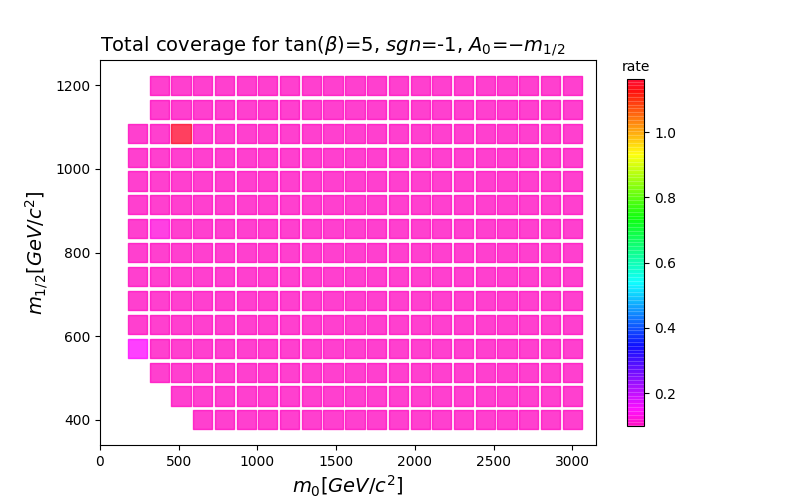 Total coverage for tan(β)=5, sgn=-1, A₀=−m₁/₂
rate
1200
1000
800
600
400
m₁/₂[GeV/c²]
0 500 1000 1500 2000 2500 3000
m₀[GeV/c²]
1.0
0.8
0.6
0.4
0.2